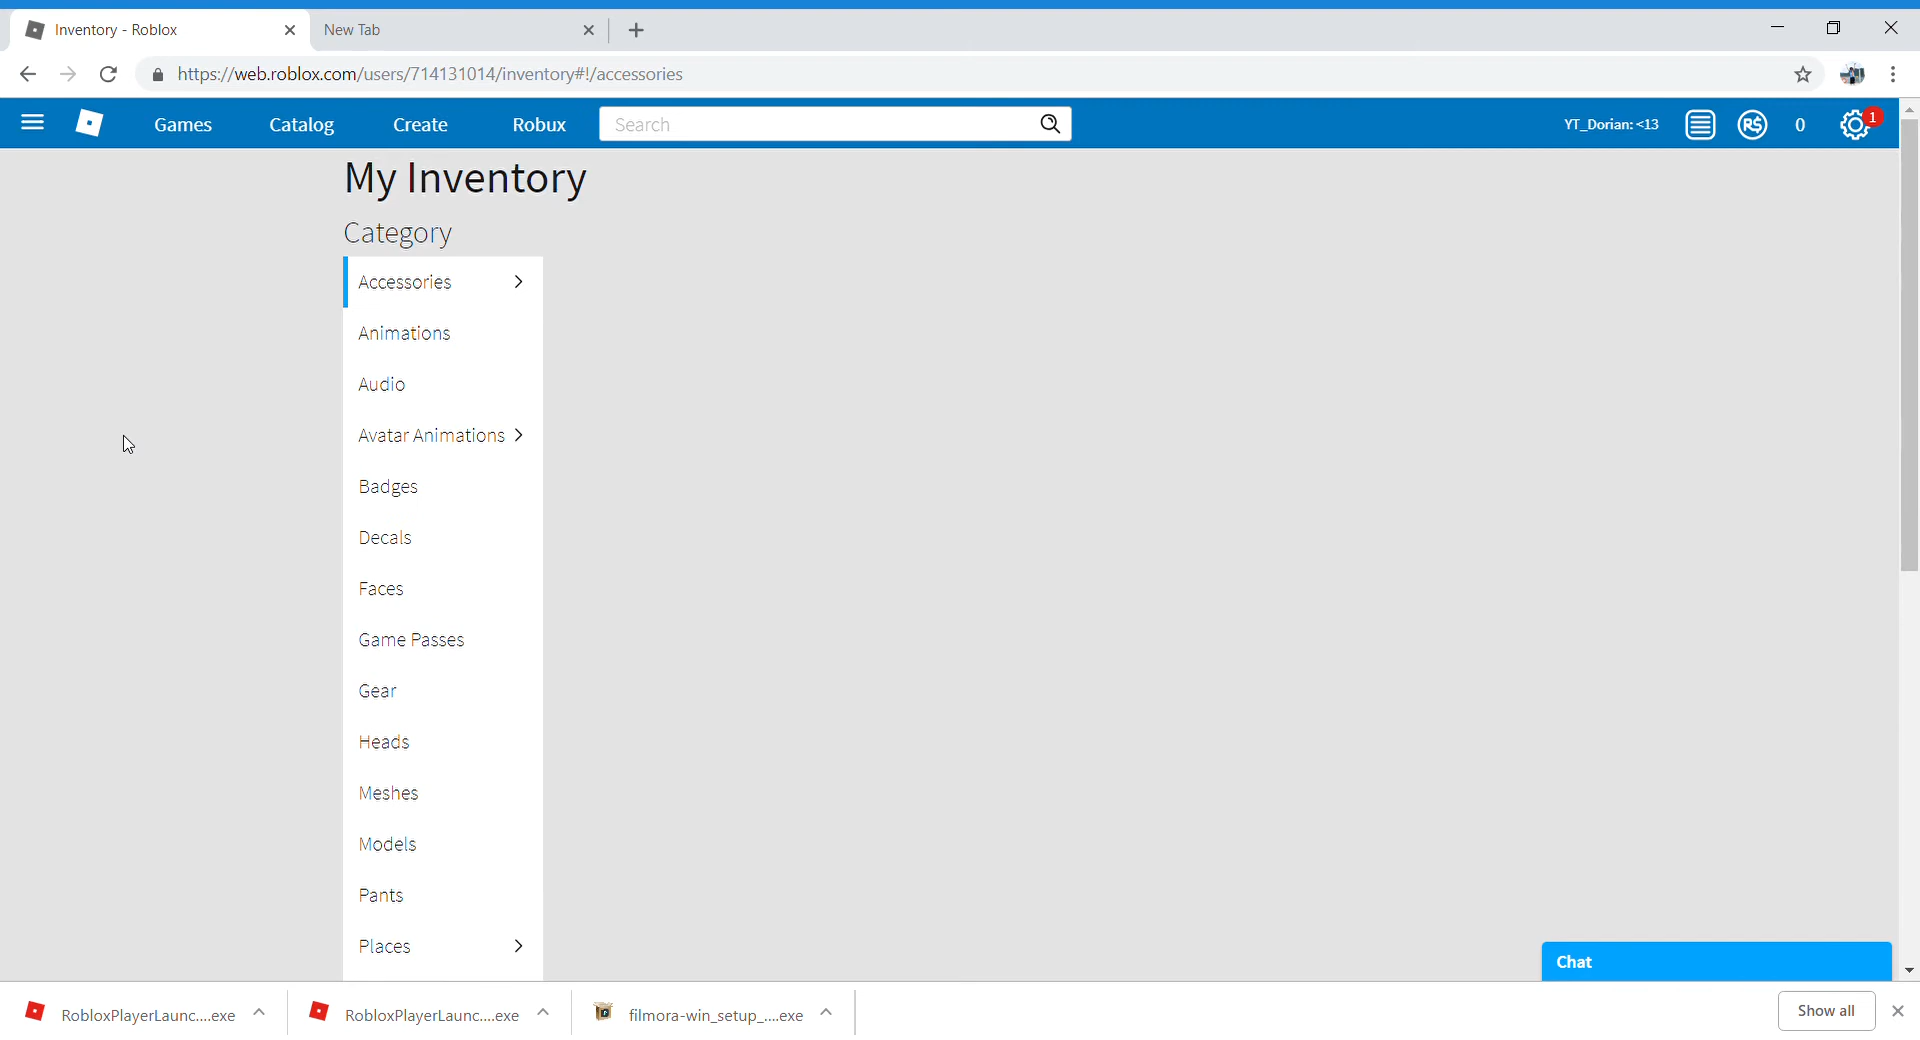 Inventory - Roblox
New Tab
https://web.roblox.com/users/714131014/inventory#!/accessories
Games Catalog Create Robux Search YT_Dorian: <13 R$ 0 1
My Inventory
Category
Accessories
Animations
Audio
Avatar Animations
Badges
Decals
Faces
Game Passes
Gear
Heads
Meshes
Models
Pants
Places
Chat
RobloxPlayerLaunc....exe RobloxPlayerLaunc....exe filmora-win_setup_....exe Show all